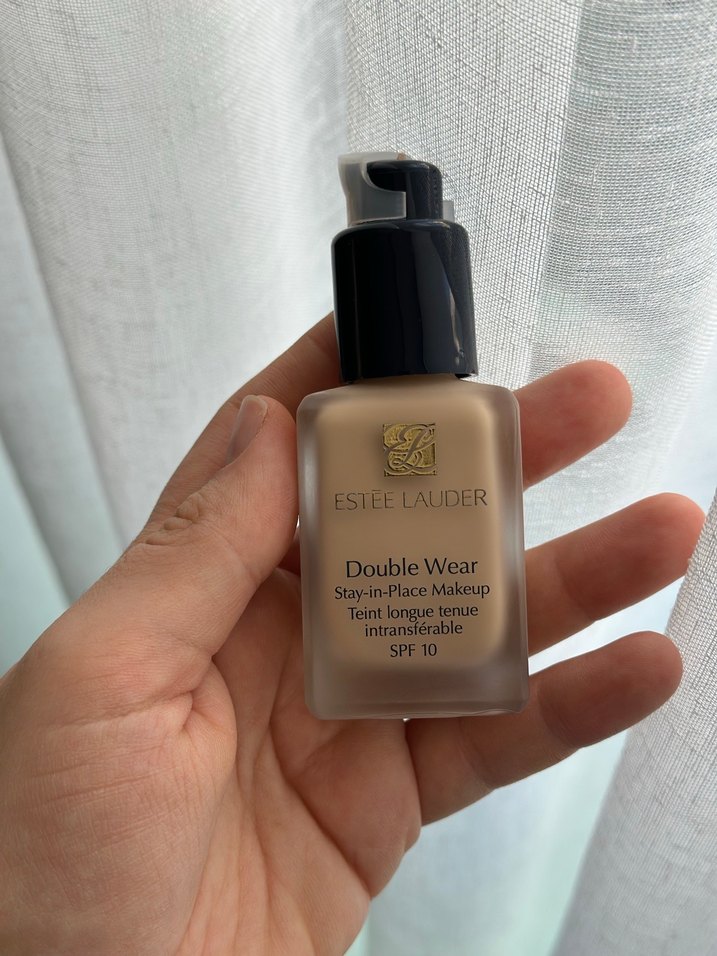 ESTĒE LAUDER
Double Wear
Stay-in-Place Makeup
Teint longue tenue
intransférable
SPF 10